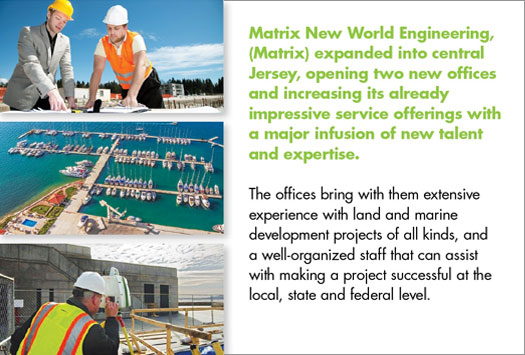 Matrix New World Engineering,
(Matrix) expanded into central
Jersey, opening two new offices
and increasing its already
impressive service offerings with
a major infusion of new talent
and expertise.
The offices bring with them extensive
experience with land and marine
development projects of all kinds, and
a well-organized staff that can assist
with making a project successful at the
local, state and federal level.